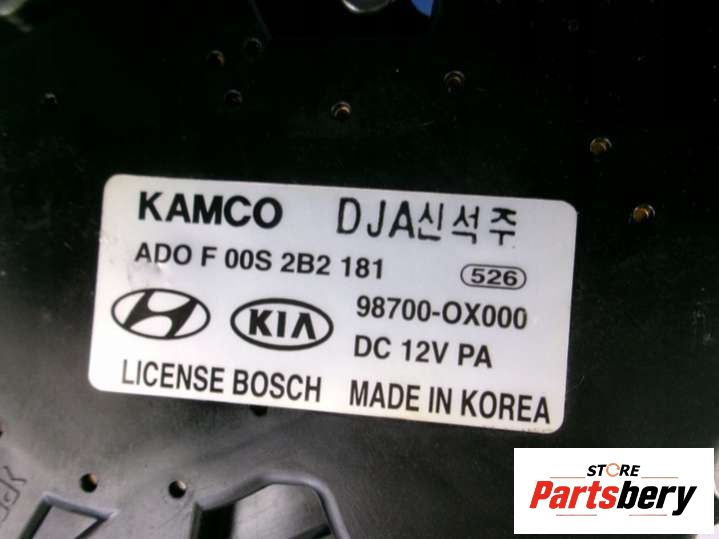 KAMCO DJA신석주
ADO F 00S 2B2 181 526
KIA 98700-OX000
DC 12V PA
LICENSE BOSCH MADE IN KOREA
STORE
Partsbery